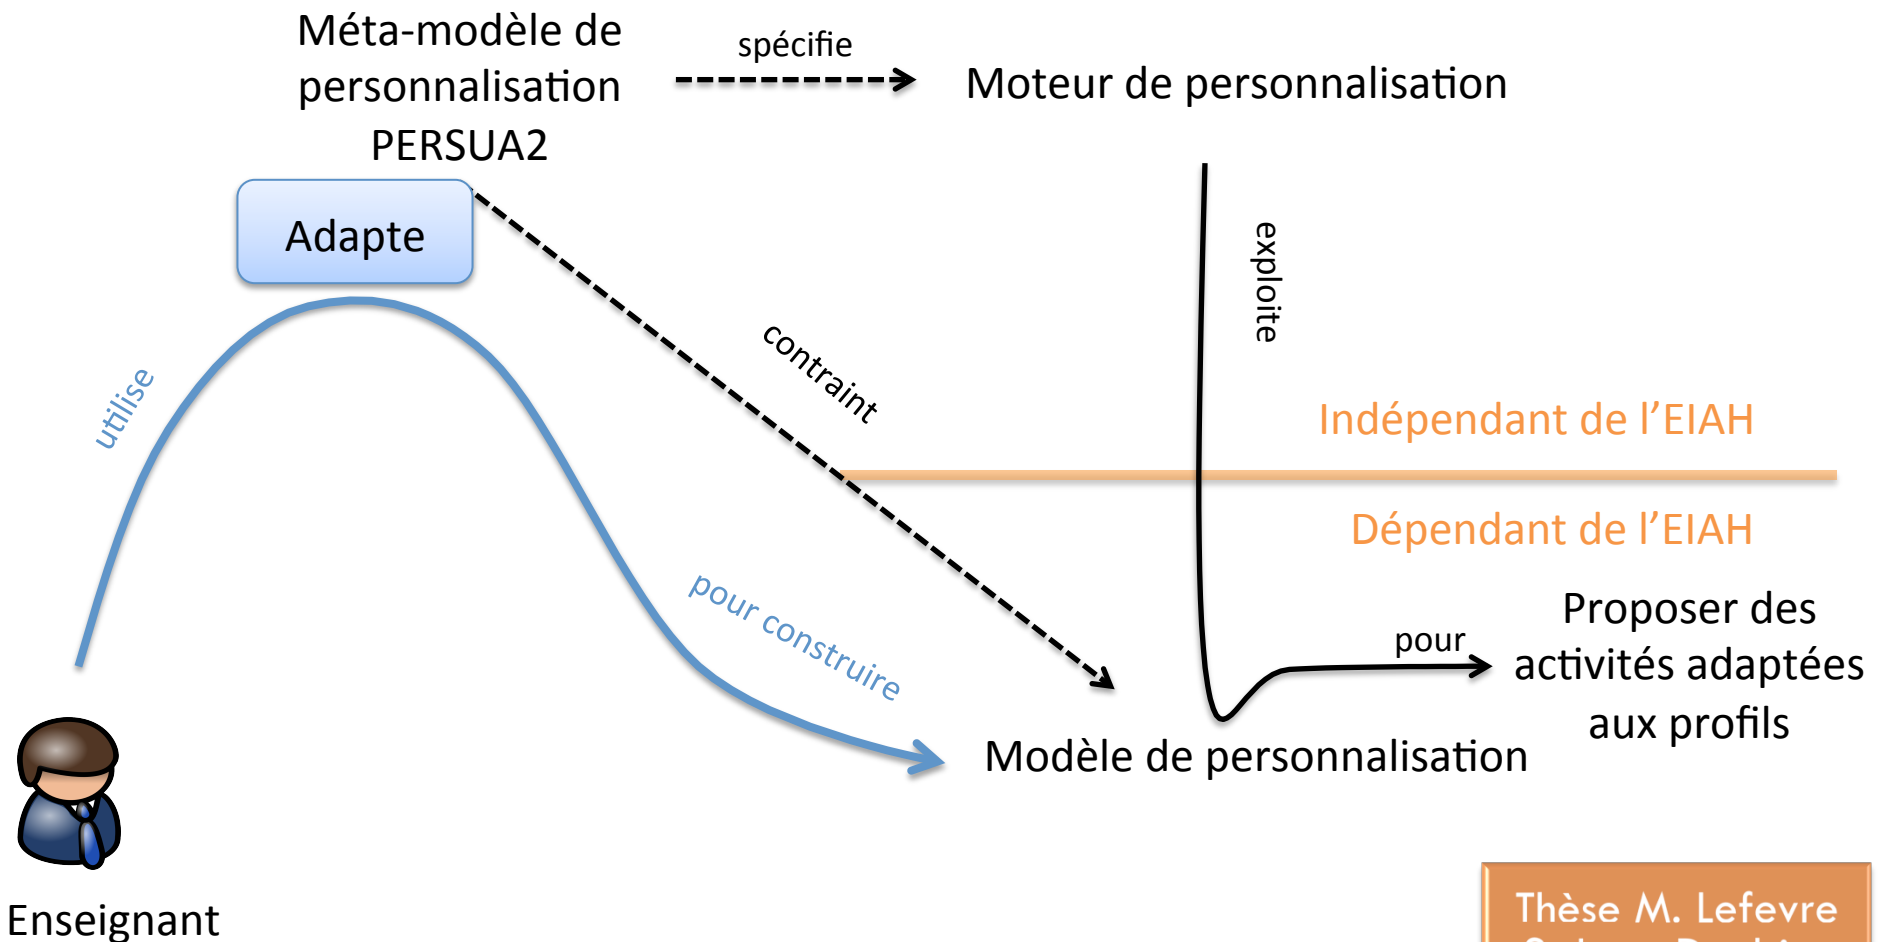 Méta-modèle de
personnalisation
PERSUA2
spécifie
Moteur de personnalisation
Adapte
utilise
contraint
exploite
Indépendant de l’EIAH
Dépendant de l’EIAH
pour construire
pour
Proposer des
activités adaptées
aux profils
Modèle de personnalisation
Enseignant
Thèse M. Lefevre